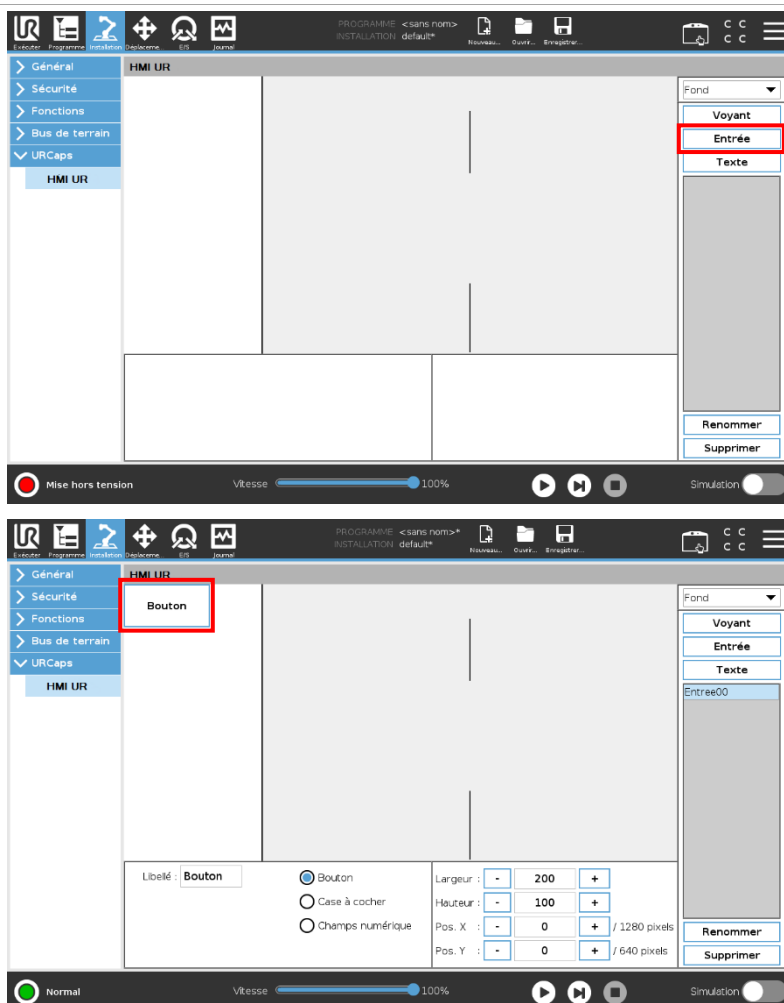 PROGRAMME <sans nom>
INSTALLATION default*
UR
Exécuter Programme Installation Déplaceme... E/S Journal
Nouveau... Ouvrir... Enregistrer...
C C
C C
Général
Sécurité
Fonctions
Bus de terrain
URCaps
HMI UR
HMI UR
Fond
Voyant
Entrée
Texte
Renommer
Supprimer
Mise hors tension
Vitesse 100%
Simulation
PROGRAMME <sans nom>*
INSTALLATION default*
UR
Exécuter Programme Installation Déplaceme... E/S Journal
Nouveau... Ouvrir... Enregistrer...
C C
C C
Général
Sécurité
Fonctions
Bus de terrain
URCaps
HMI UR
HMI UR
Bouton
Fond
Voyant
Entrée
Texte
Entree00
Libellé : Bouton
Bouton
Case à cocher
Champs numérique
Largeur : - 200 +
Hauteur : - 100 +
Pos. X : - 0 + / 1280 pixels
Pos. Y : - 0 + / 640 pixels
Renommer
Supprimer
Normal
Vitesse 100%
Simulation